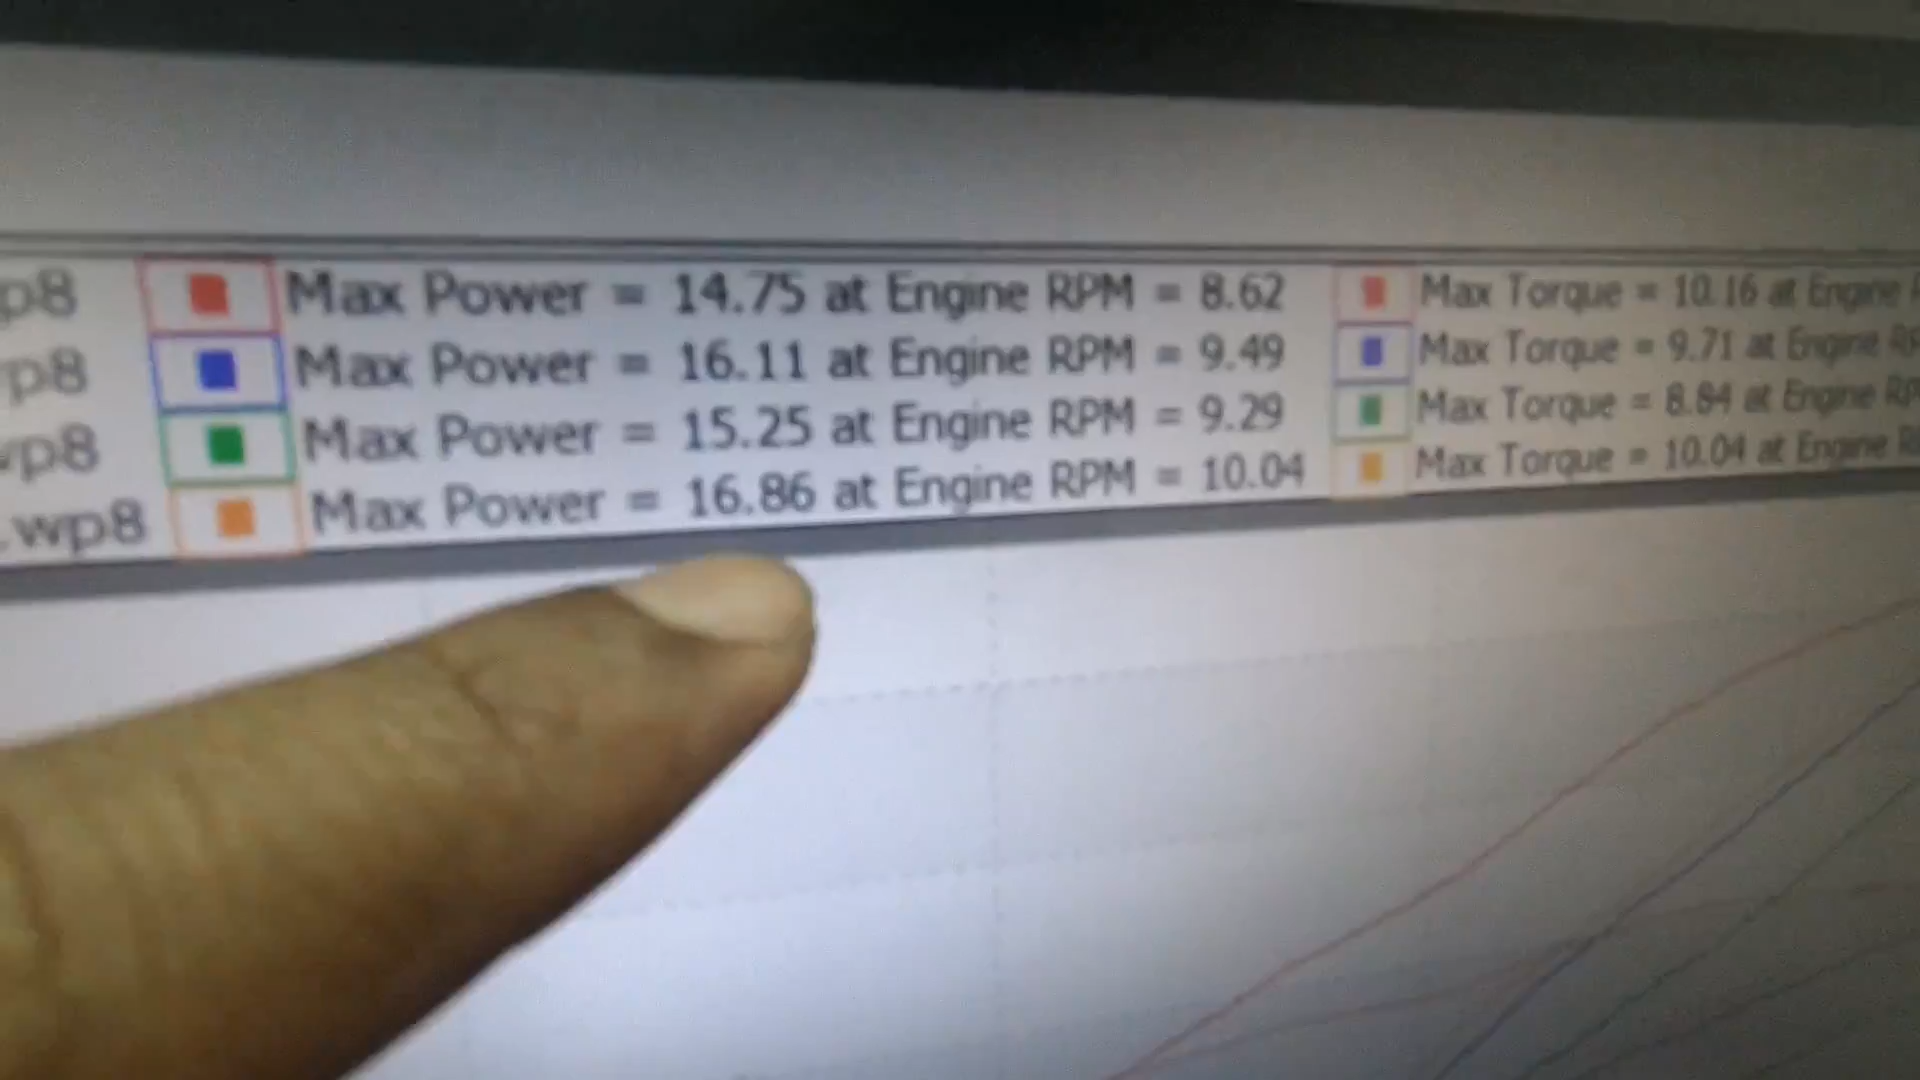 p8 Max Power = 14.75 at Engine RPM = 8.62 Max Torque = 10.16 at Engine
p8 Max Power = 16.11 at Engine RPM = 9.49 Max Torque = 9.71 at Engine
wp8 Max Power = 15.25 at Engine RPM = 9.29 Max Torque = 8.84 at Engine RP
.wp8 Max Power = 16.86 at Engine RPM = 10.04 Max Torque = 10.04 at Engine